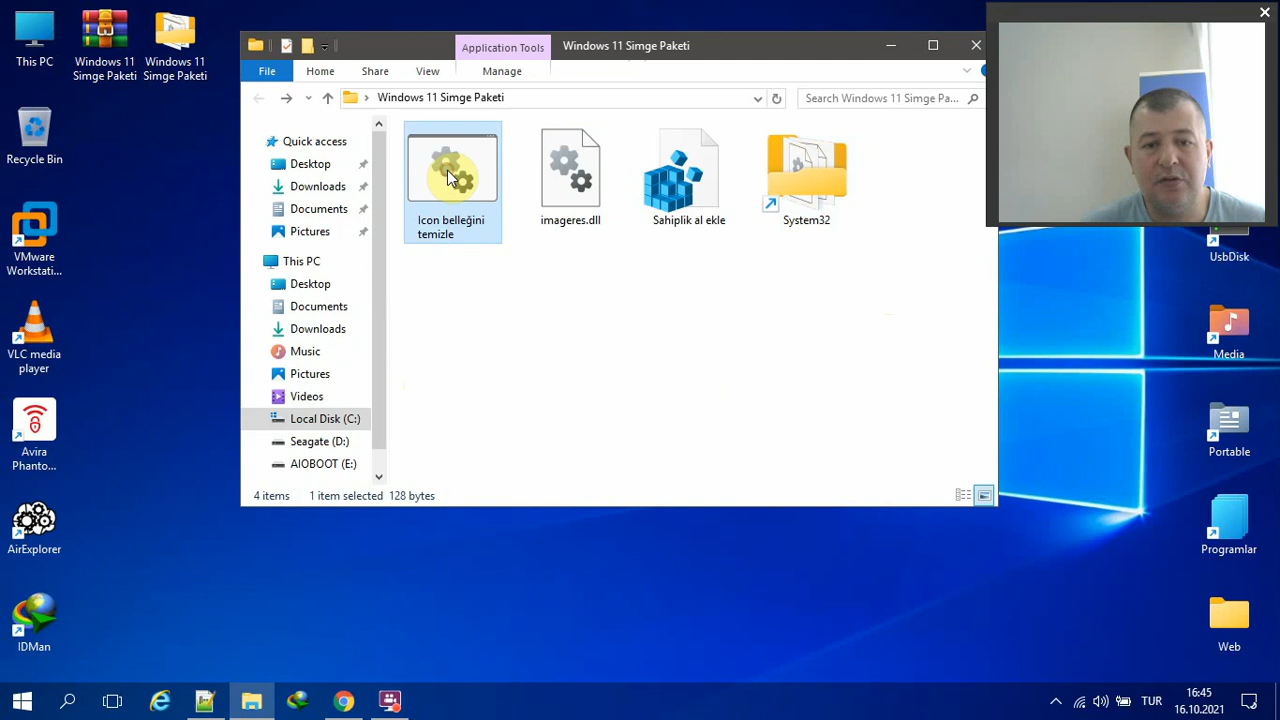 This PC
Windows 11
Simge Paketi
Windows 11
Simge Paketi
Recycle Bin
VMware
Workstati...
VLC media
player
Avira
Phanto...
AirExplorer
IDMan
Application Tools
Windows 11 Simge Paketi
File
Home
Share
View
Manage
Windows 11 Simge Paketi
Search Windows 11 Simge Pa...
Quick access
Desktop
Downloads
Documents
Pictures
This PC
Desktop
Documents
Downloads
Music
Pictures
Videos
Local Disk (C:)
Seagate (D:)
AIOBOOT (E:)
Icon belleğini
temizle
imageres.dll
Sahiplik al ekle
System32
4 items
1 item selected
128 bytes
UsbDisk
Media
Portable
Programlar
Web
TUR
16:45
16.10.2021